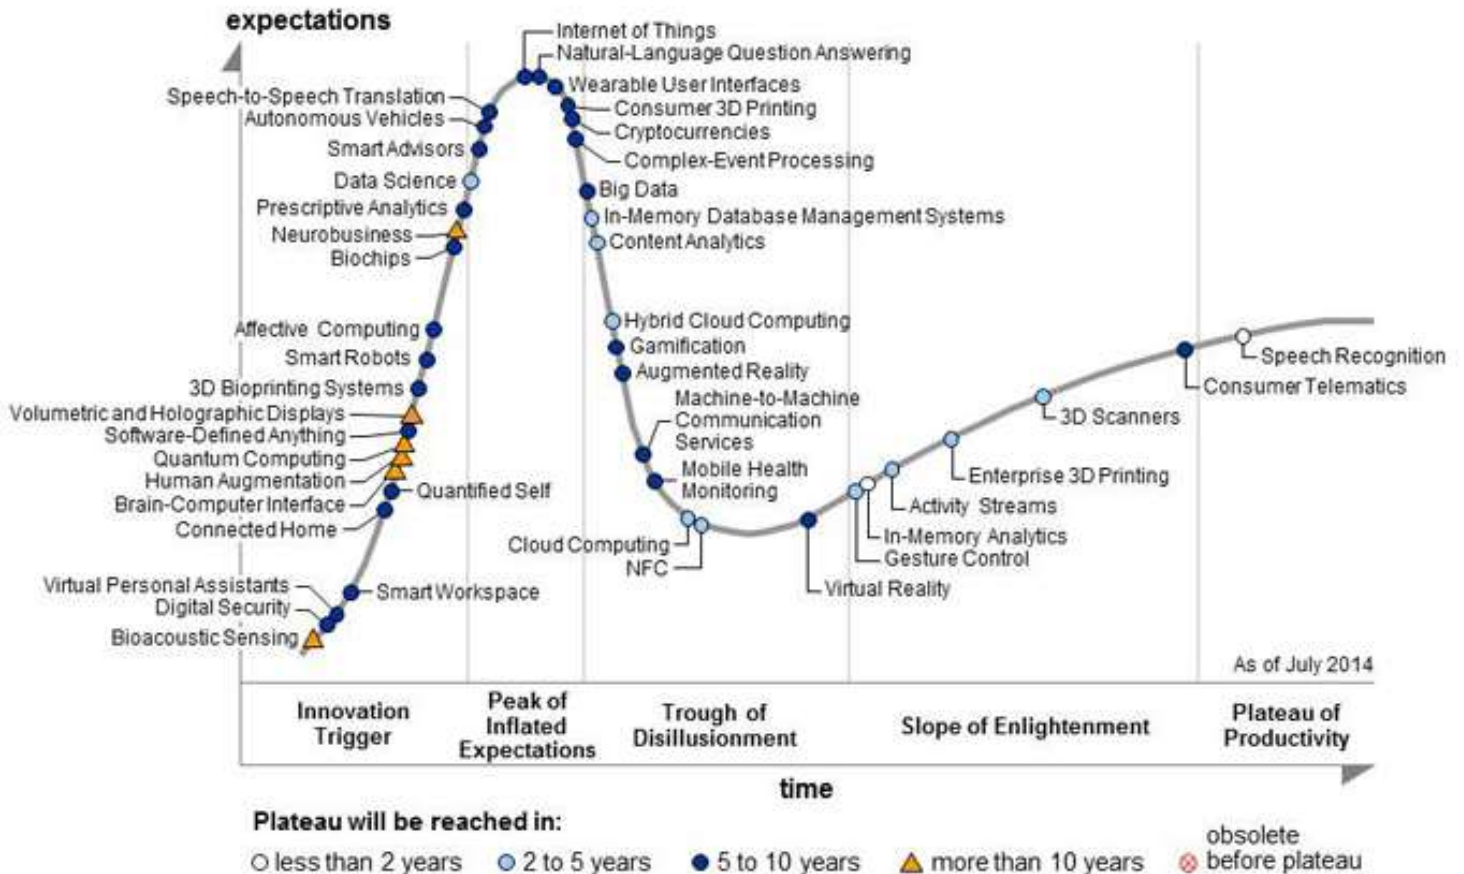 expectations
Internet of Things
Natural-Language Question Answering
Wearable User Interfaces
Consumer 3D Printing
Cryptocurrencies
Complex-Event Processing
Speech-to-Speech Translation
Autonomous Vehicles
Smart Advisors
Data Science
Prescriptive Analytics
Neurobusiness
Biochips
Big Data
In-Memory Database Management Systems
Content Analytics
Affective Computing
Smart Robots
3D Bioprinting Systems
Volumetric and Holographic Displays
Software-Defined Anything
Quantum Computing
Human Augmentation
Brain-Computer Interface
Connected Home
Quantified Self
Virtual Personal Assistants
Digital Security
Bioacoustic Sensing
Smart Workspace
Hybrid Cloud Computing
Gamification
Augmented Reality
Machine-to-Machine
Communication
Services
Mobile Health
Monitoring
Cloud Computing
NFC
Virtual Reality
Speech Recognition
Consumer Telematics
3D Scanners
Enterprise 3D Printing
Activity Streams
In-Memory Analytics
Gesture Control
As of July 2014
Innovation
Trigger
Peak of
Inflated
Expectations
Trough of
Disillusionment
Slope of Enlightenment
Plateau of
Productivity
time
Plateau will be reached in:
less than 2 years
2 to 5 years
5 to 10 years
more than 10 years
obsolete
before plateau